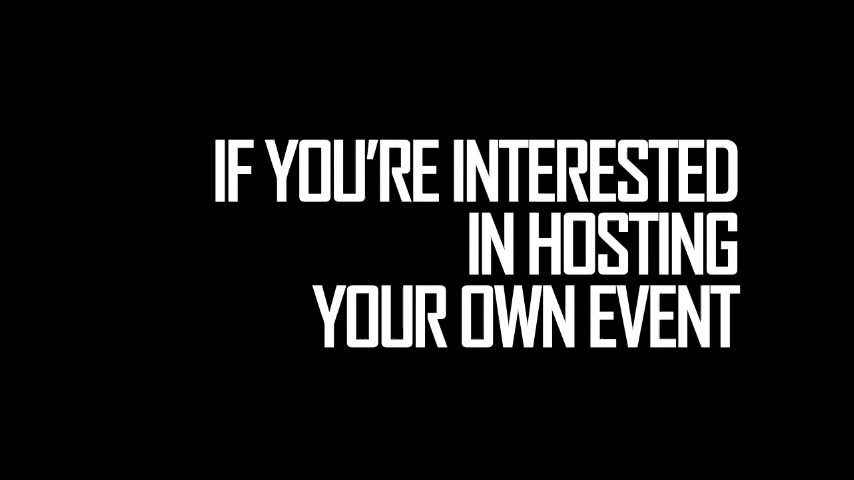 IF YOU'RE INTERESTED
IN HOSTING
YOUR OWN EVENT